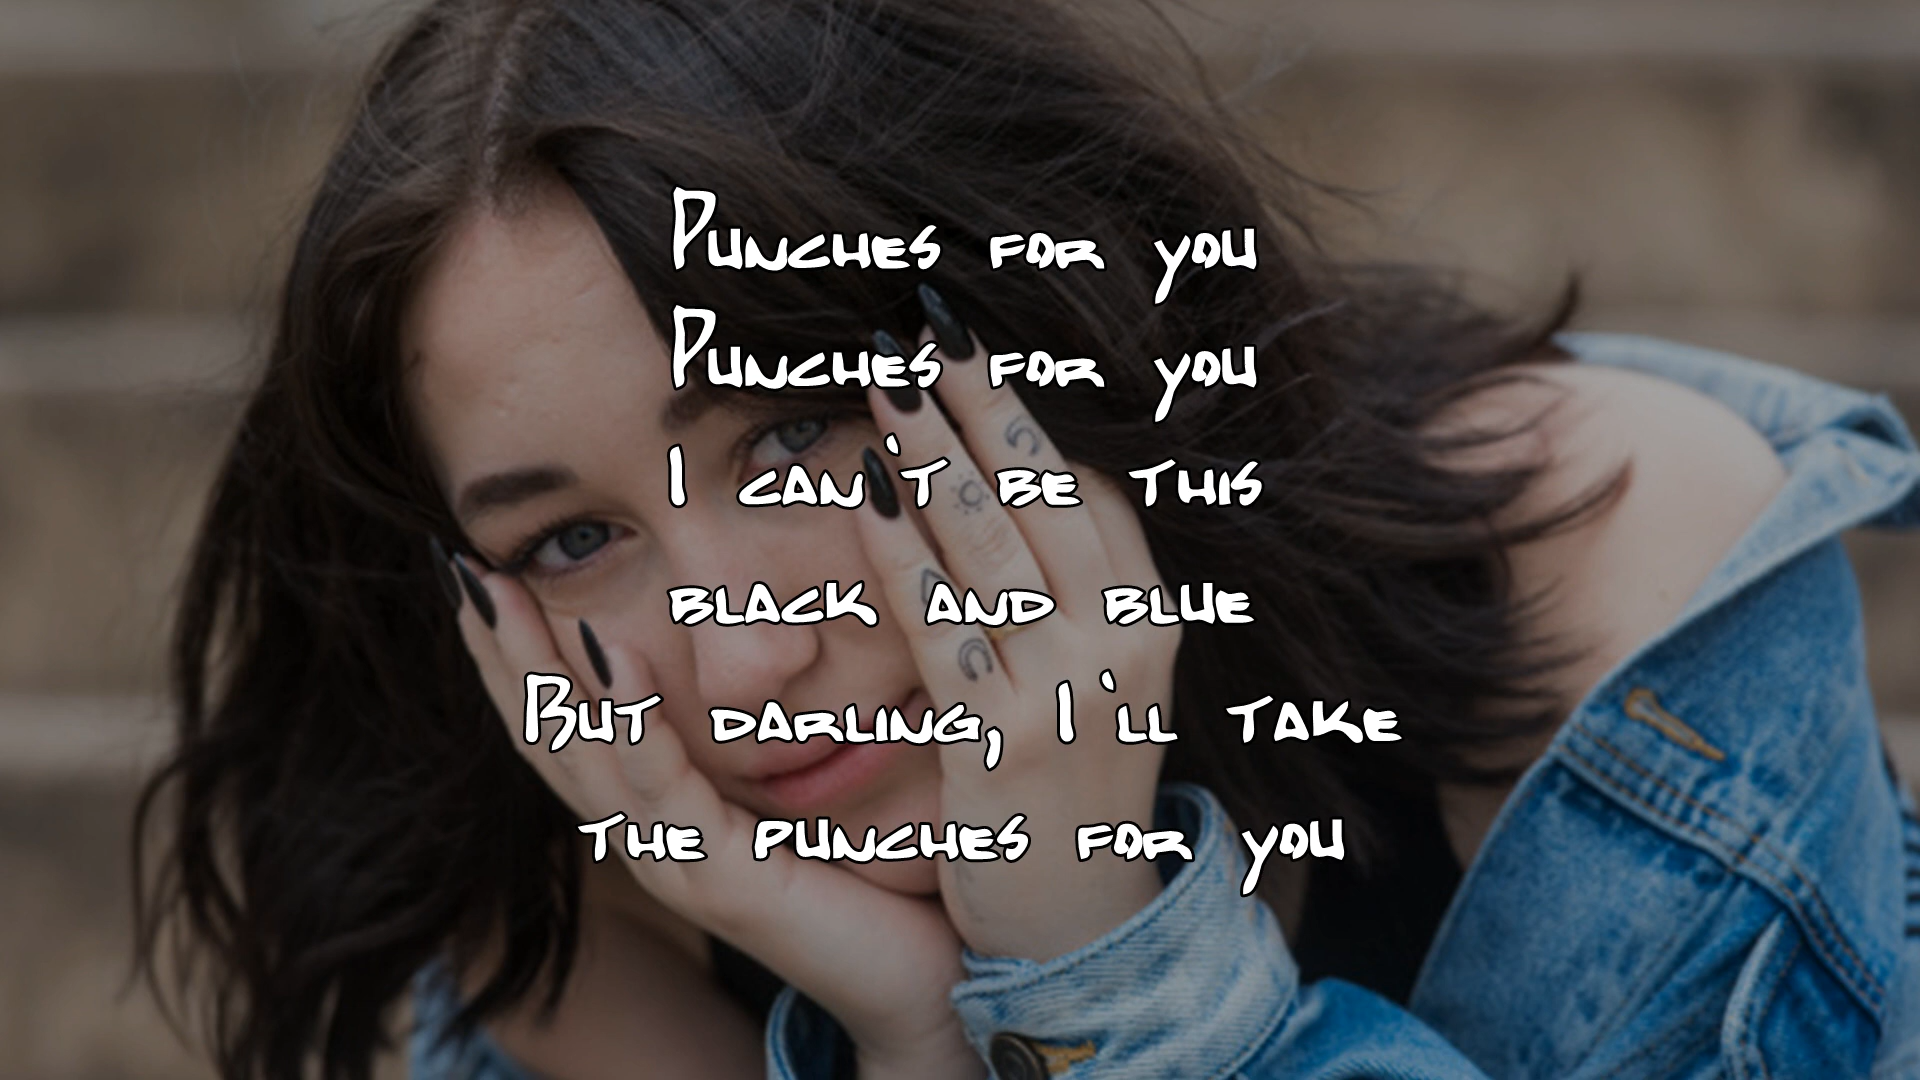 Punches for you
Punches for you
I can't be this
black and blue
But darling, I'll take
the punches for you